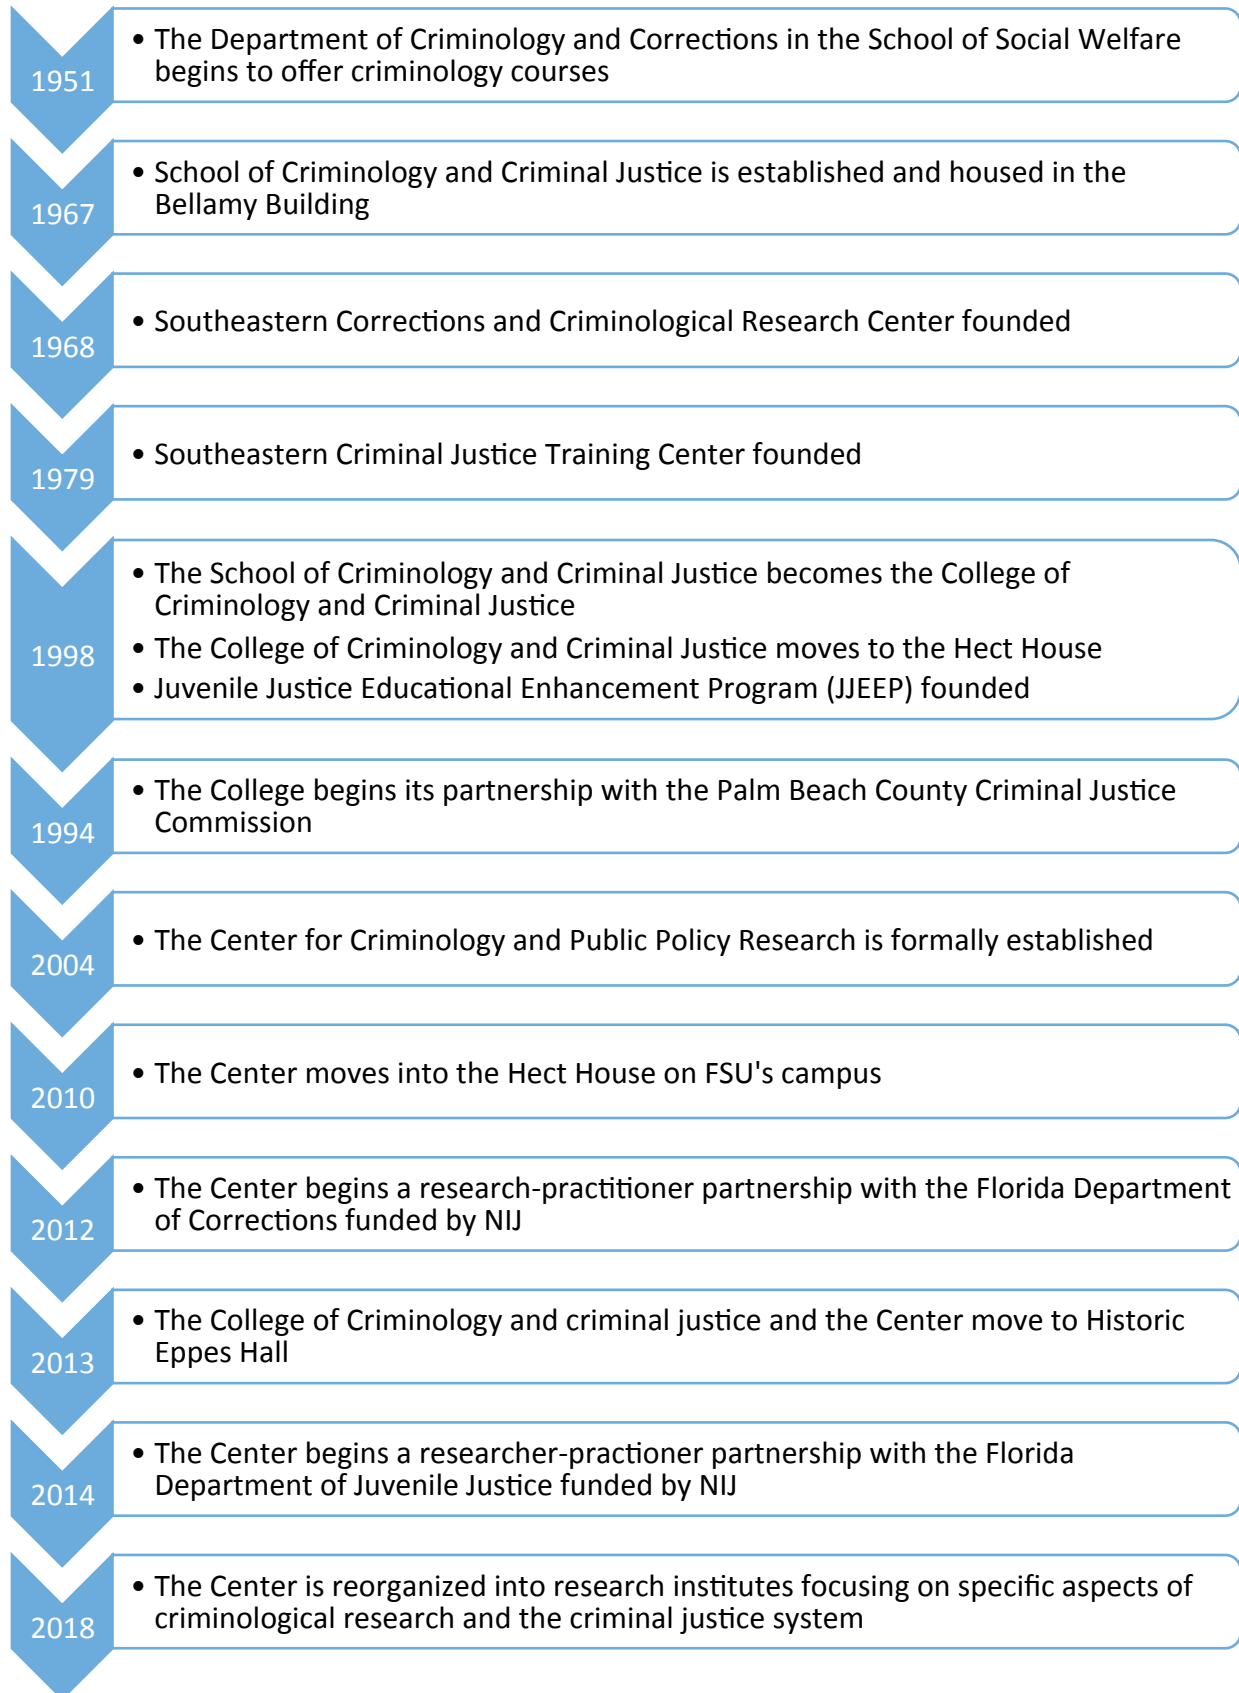 1951
• The Department of Criminology and Corrections in the School of Social Welfare
begins to offer criminology courses
1967
• School of Criminology and Criminal Justice is established and housed in the
Bellamy Building
1968
• Southeastern Corrections and Criminological Research Center founded
1979
• Southeastern Criminal Justice Training Center founded
1998
• The School of Criminology and Criminal Justice becomes the College of
Criminology and Criminal Justice
• The College of Criminology and Criminal Justice moves to the Hect House
• Juvenile Justice Educational Enhancement Program (JJEEP) founded
1994
• The College begins its partnership with the Palm Beach County Criminal Justice
Commission
2004
• The Center for Criminology and Public Policy Research is formally established
2010
• The Center moves into the Hect House on FSU's campus
2012
• The Center begins a research-practitioner partnership with the Florida Department
of Corrections funded by NIJ
2013
• The College of Criminology and criminal justice and the Center move to Historic
Eppes Hall
2014
• The Center begins a researcher-practioner partnership with the Florida
Department of Juvenile Justice funded by NIJ
2018
• The Center is reorganized into research institutes focusing on specific aspects of
criminological research and the criminal justice system